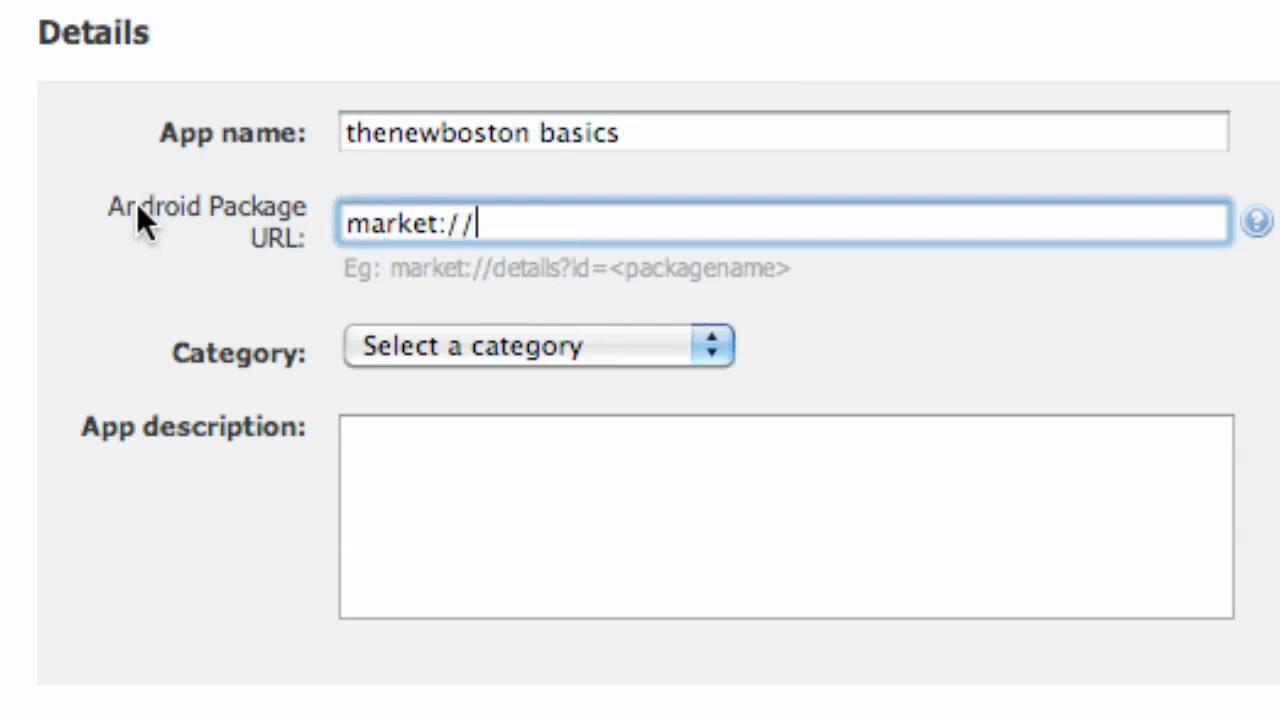 Details
App name: thenewboston basics
Android Package
URL: market://
Eg: market://details?id=<packagename>
Category: Select a category
App description: